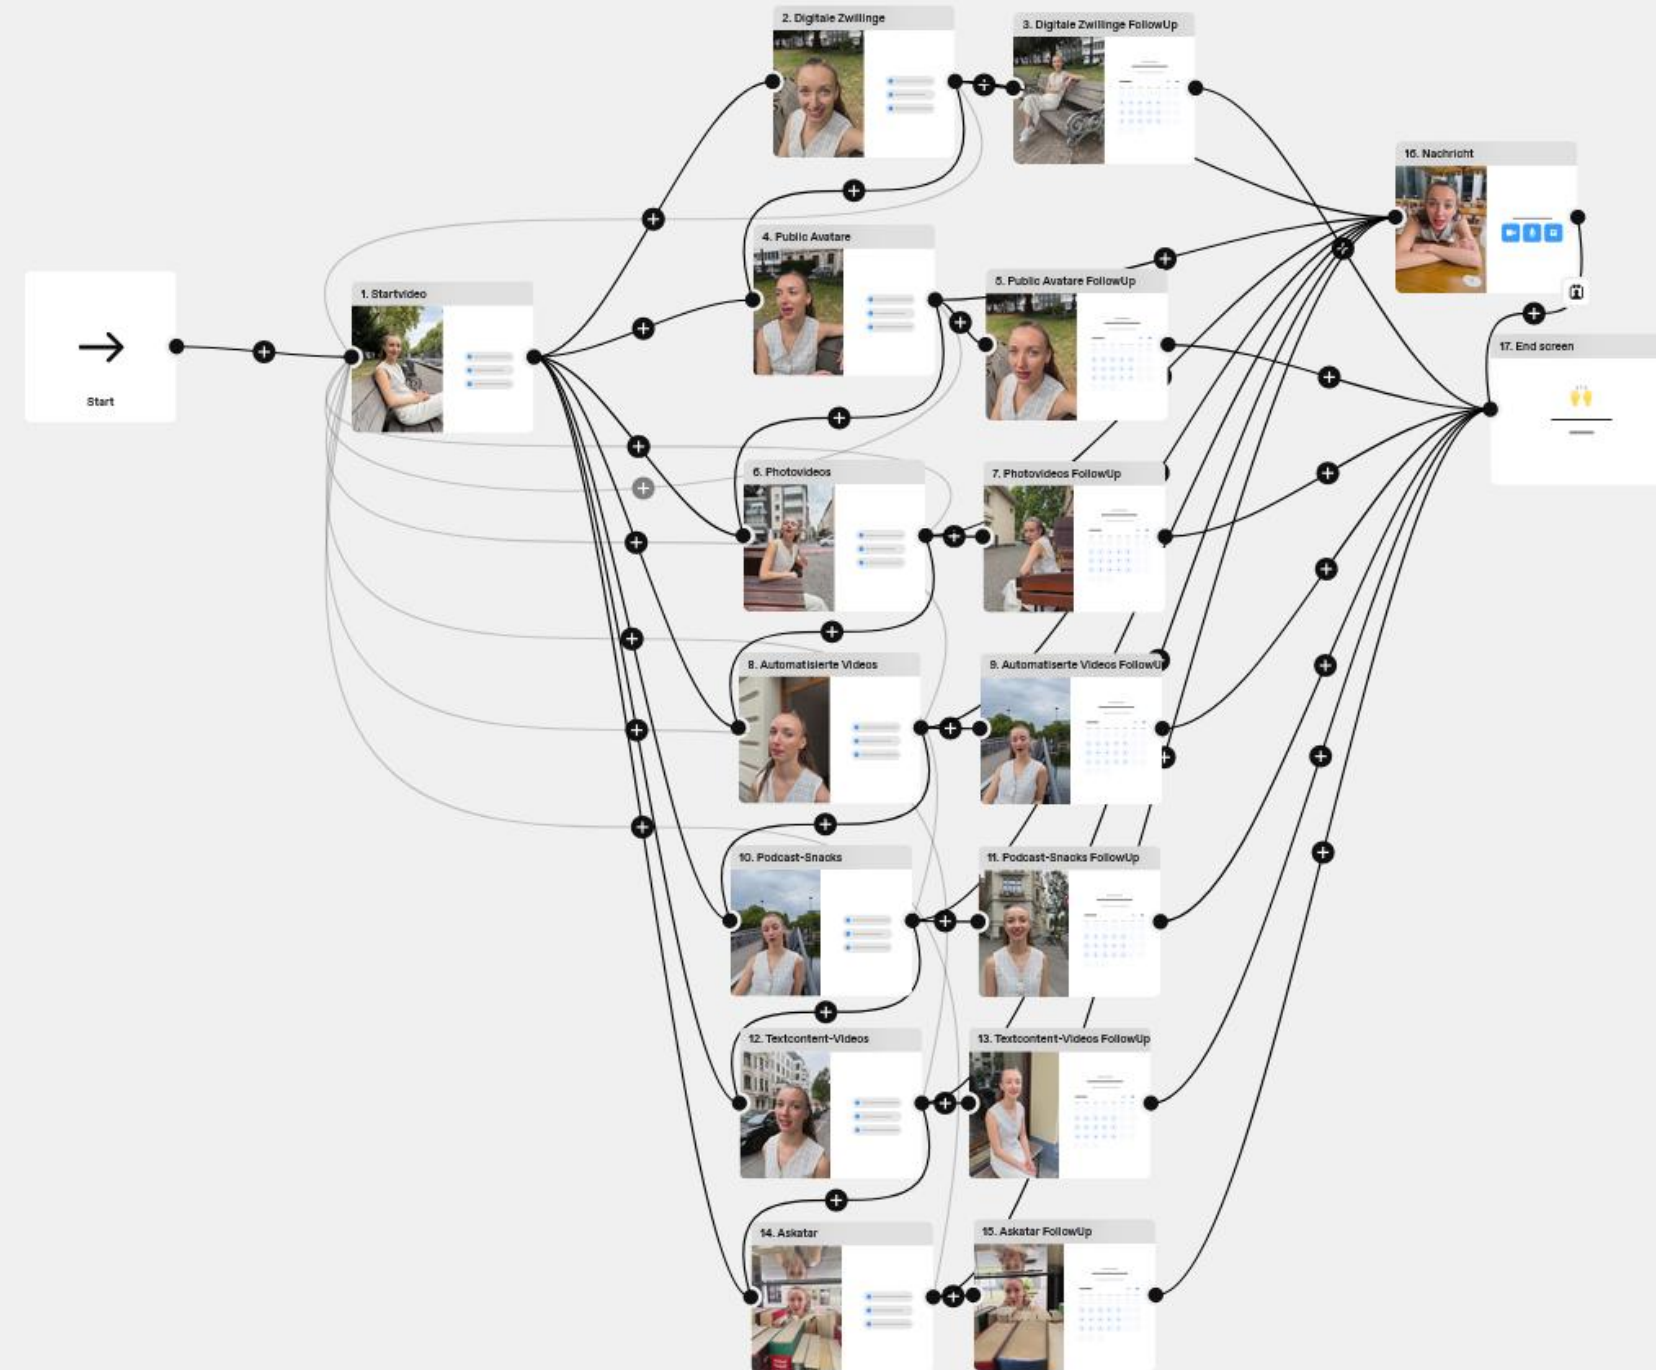 2. Digitale Zwillinge
3. Digitale Zwillinge FollowUp
16. Nachricht
4. Public Avatare
5. Public Avatare FollowUp
1. Startvideo
17. End screen
Start
6. Photovideos
7. Photovideos FollowUp
8. Automatisierte Videos
9. Automatiserte Videos FollowU
10. Podcast-Snacks
11. Podcast-Snacks FollowUp
12. Textcontent-Videos
13. Textcontent-Videos FollowUp
14. Askatar
15. Askatar FollowUp